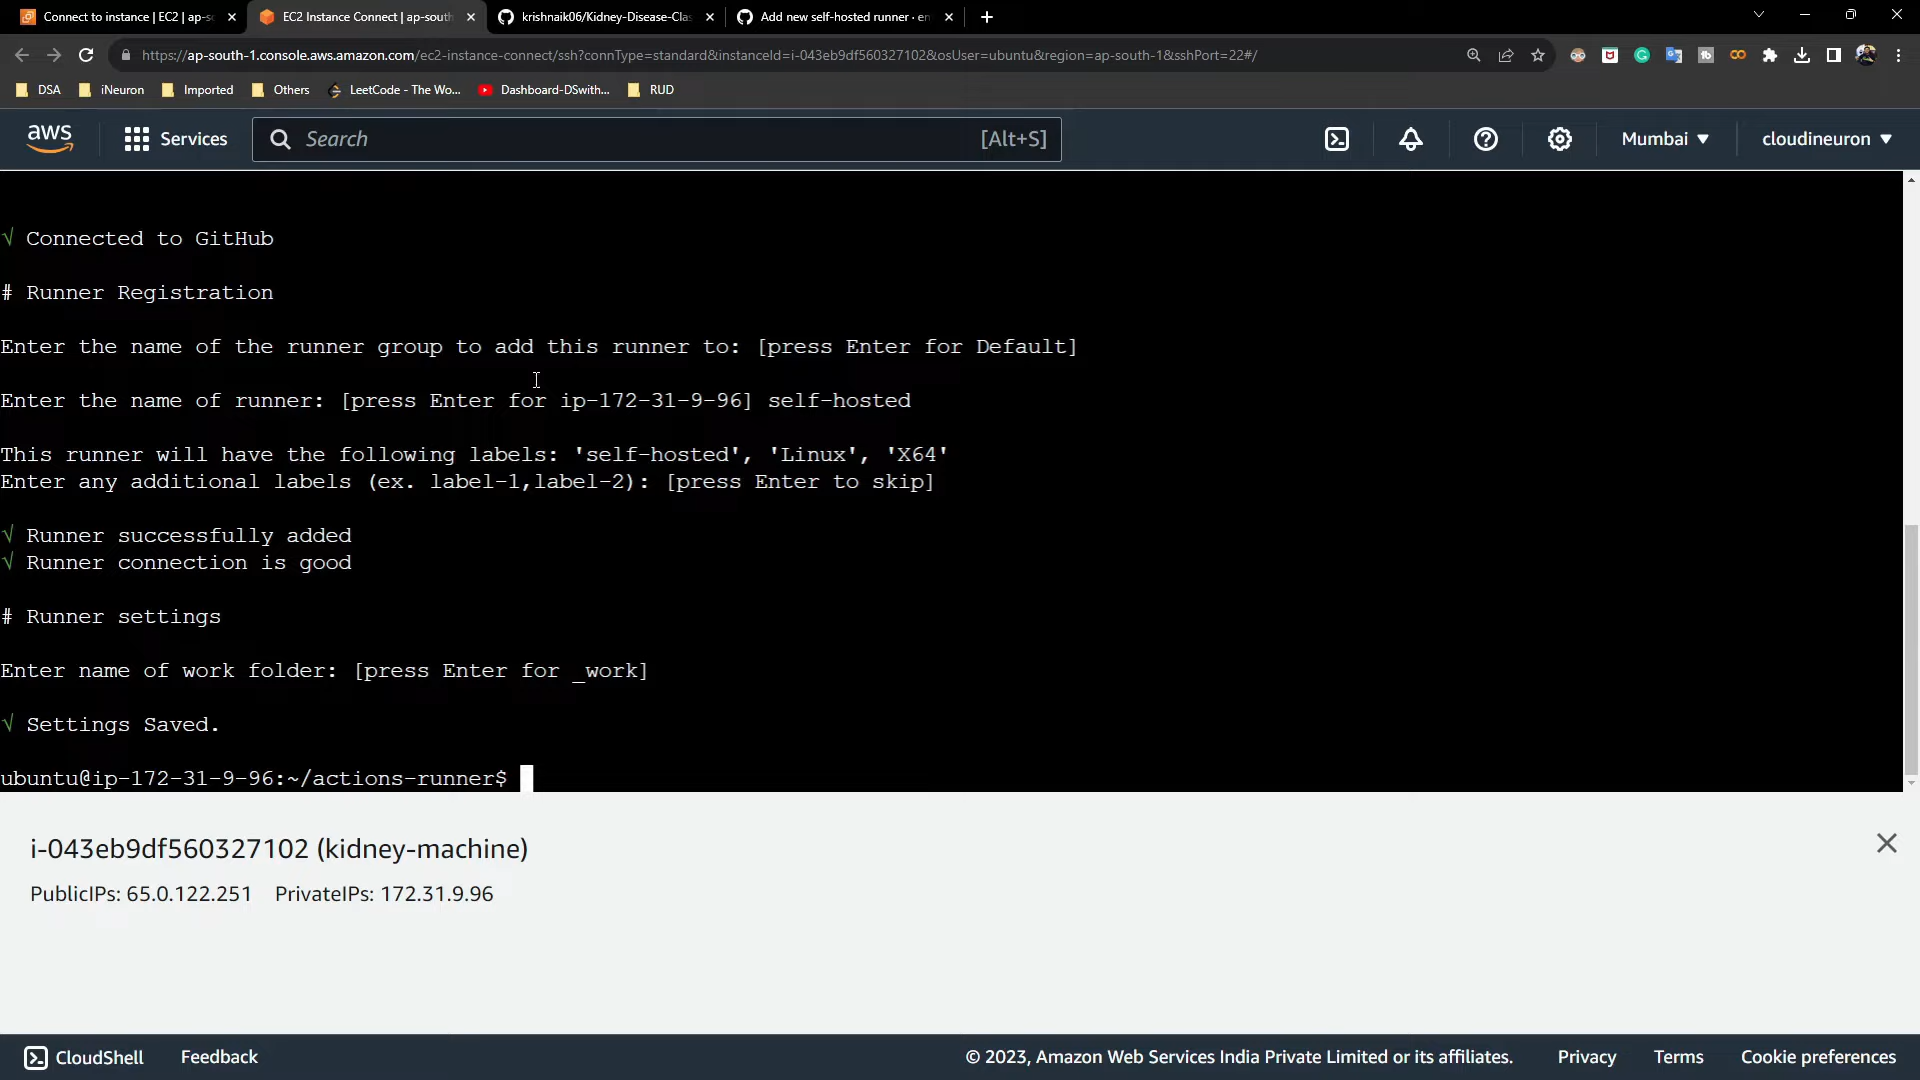 Connect to instance | EC2 | ap-s
EC2 Instance Connect | ap-south
krishnaik06/Kidney-Disease-Clas
Add new self-hosted runner · en
https://ap-south-1.console.aws.amazon.com/ec2-instance-connect/ssh?connType=standard&instanceId=i-043eb9df560327102&osUser=ubuntu&region=ap-south-1&sshPort=22#/
DSA
iNeuron
Imported
Others
LeetCode - The Wo...
Dashboard-DSwith...
RUD
aws
Services
Search
[Alt+S]
Mumbai
cloudineuron
√ Connected to GitHub
# Runner Registration
Enter the name of the runner group to add this runner to: [press Enter for Default]
Enter the name of runner: [press Enter for ip-172-31-9-96] self-hosted
This runner will have the following labels: 'self-hosted', 'Linux', 'X64'
Enter any additional labels (ex. label-1,label-2): [press Enter to skip]
√ Runner successfully added
√ Runner connection is good
# Runner settings
Enter name of work folder: [press Enter for _work]
√ Settings Saved.
ubuntu@ip-172-31-9-96:~/actions-runner$
i-043eb9df560327102 (kidney-machine)
PublicIPs: 65.0.122.251 PrivateIPs: 172.31.9.96
CloudShell
Feedback
© 2023, Amazon Web Services India Private Limited or its affiliates.
Privacy
Terms
Cookie preferences